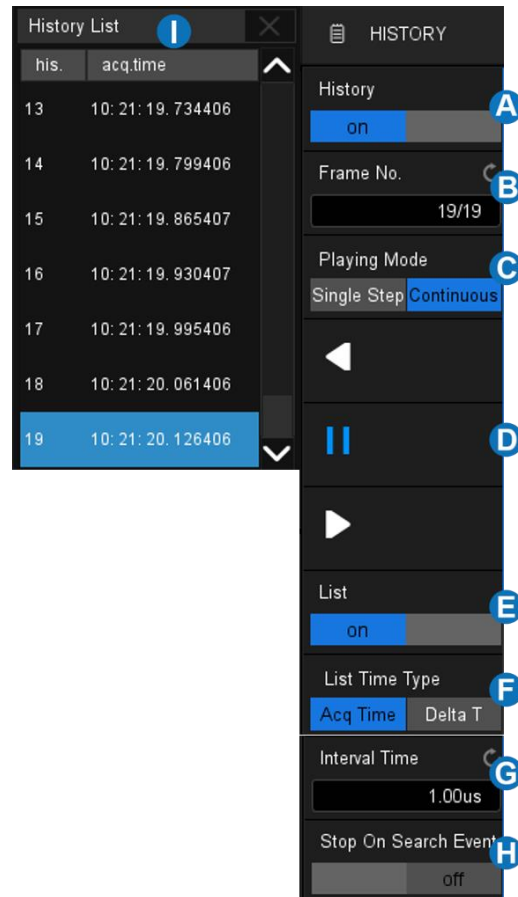 History List I
his. acq.time
13 10: 21: 19. 734406
14 10: 21: 19. 799406
15 10: 21: 19. 865407
16 10: 21: 19. 930407
17 10: 21: 19. 995406
18 10: 21: 20. 061406
19 10: 21: 20. 126406
HISTORY
History
A
on
Frame No.
B
19/19
Playing Mode
C
Single Step Continuous
D
List
E
on
List Time Type
F
Acq Time Delta T
Interval Time
G
1.00us
Stop On Search Event
H
off